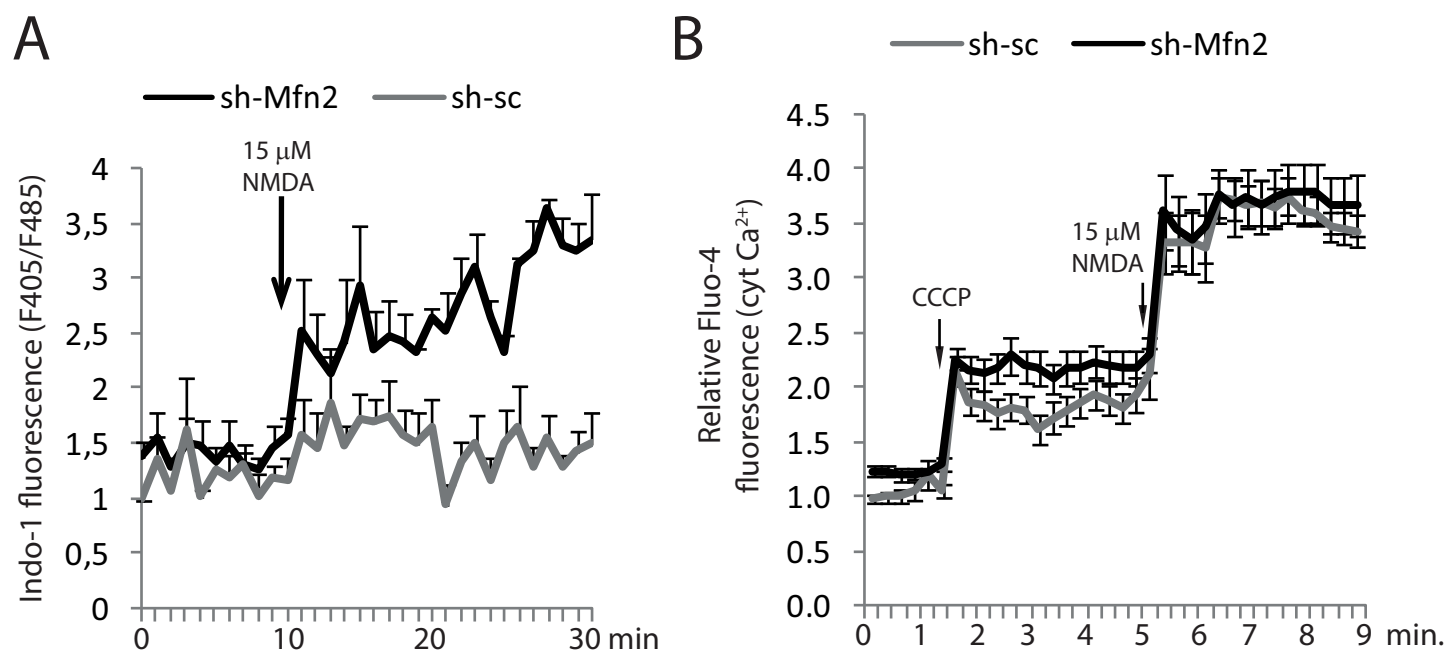 A
sh-Mfn2 sh-sc
15 μM
NMDA
Indo-1 fluorescence (F405/F485)
4
3,5
3
2,5
2
1,5
1
0,5
0
0 10 20 30 min
B
sh-sc sh-Mfn2
Relative Fluo-4
fluorescence (cyt Ca²⁺)
4.5
4.0
3.5
3.0
2.5
2.0
1.5
1.0
0.5
0.0
CCCP
15 μM
NMDA
0 1 2 3 4 5 6 7 8 9 min.